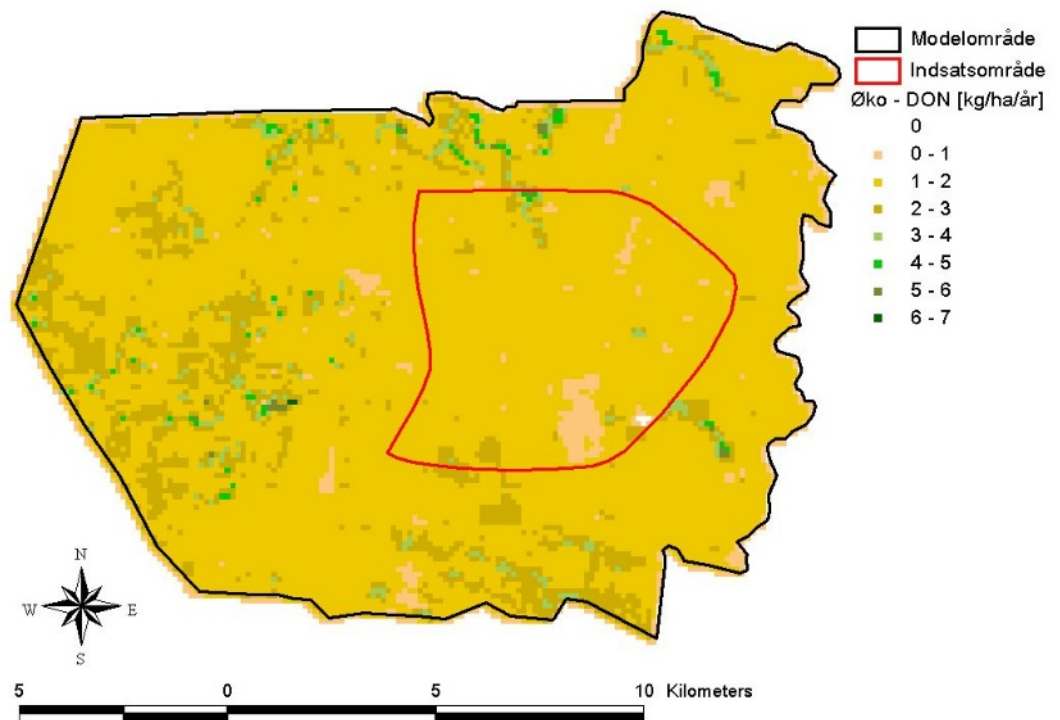 Modelområde
Indsatsområde
Øko - DON [kg/ha/år]
0
0 - 1
1 - 2
2 - 3
3 - 4
4 - 5
5 - 6
6 - 7
N
W E
S
5 0 5 10 Kilometers